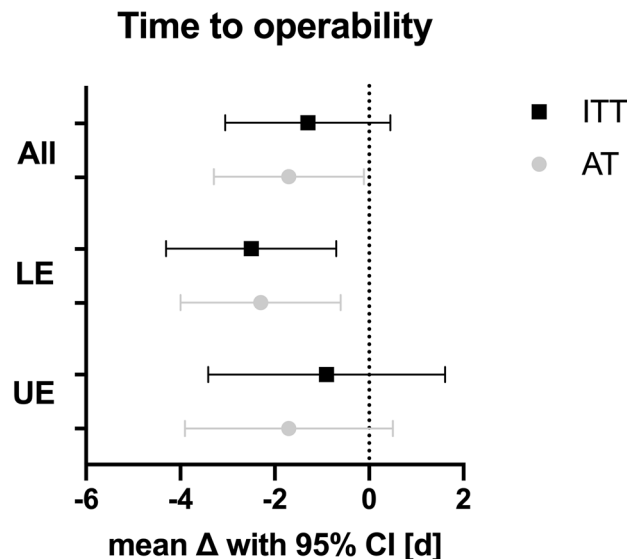 Time to operability
ITT
AT
All
LE
UE
-6 -4 -2 0 2
mean Δ with 95% CI [d]